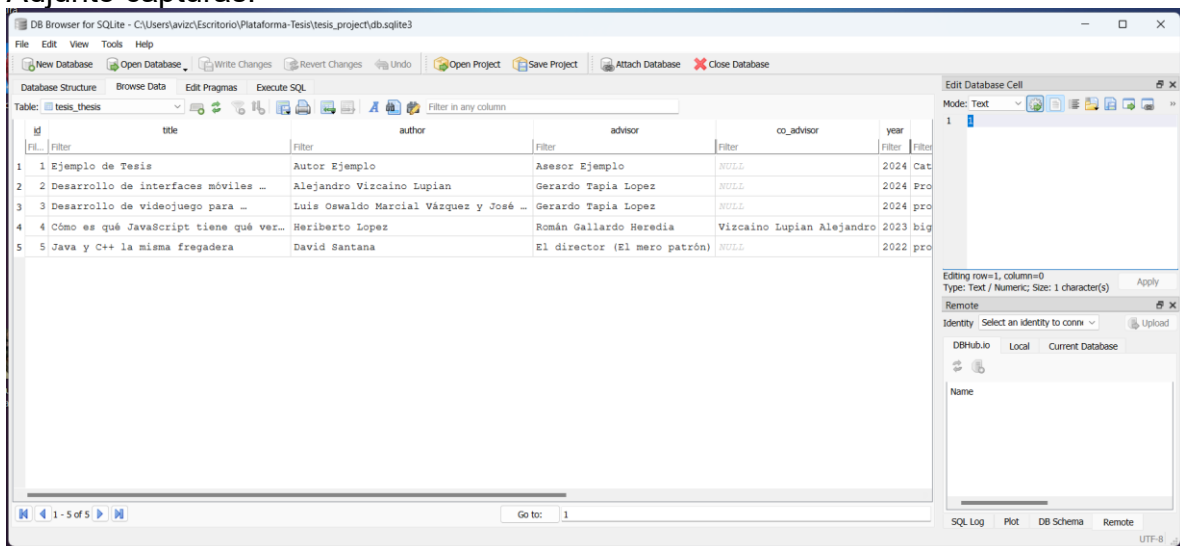 Adjunto capturas.
DB Browser for SQLite - C:\Users\avizc\Escritorio\Plataforma-Tesis\tesis_project\db.sqlite3
File Edit View Tools Help
New Database Open Database Write Changes Revert Changes Undo Open Project Save Project Attach Database Close Database
Database Structure Browse Data Edit Pragmas Execute SQL
Table: tesis_thesis Filter in any column
id title author advisor co_advisor year
Fil... Filter Filter Filter Filter Filter Filter
1 1 Ejemplo de Tesis Autor Ejemplo Asesor Ejemplo NULL 2024 Cat
2 2 Desarrollo de interfaces móviles … Alejandro Vizcaino Lupian Gerardo Tapia Lopez NULL 2024 Pro
3 3 Desarrollo de videojuego para … Luis Oswaldo Marcial Vázquez y José … Gerardo Tapia Lopez NULL 2024 pro
4 4 Cómo es qué JavaScript tiene qué ver… Heriberto Lopez Román Gallardo Heredia Vizcaino Lupian Alejandro 2023 big
5 5 Java y C++ la misma fregadera David Santana El director (El mero patrón) NULL 2022 pro
1 - 5 of 5 Go to: 1
Edit Database Cell
Mode: Text
1 1
Editing row=1, column=0
Type: Text / Numeric; Size: 1 character(s)
Apply
Remote
Identity Select an identity to conne Upload
DBHub.io Local Current Database
Name
SQL Log Plot DB Schema Remote
UTF-8